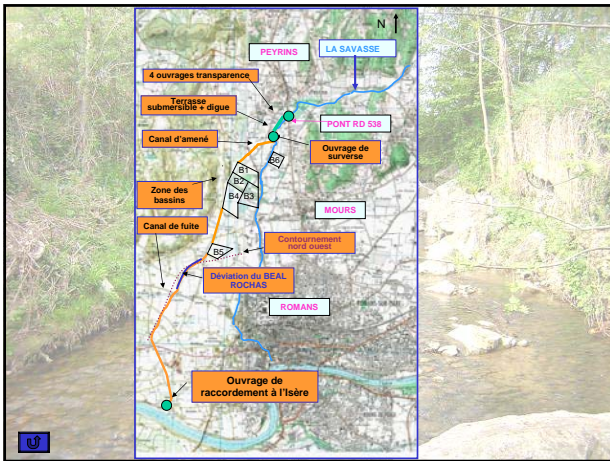 N
LA SAVASSE
PEYRINS
4 ouvrages transparence
Terrasse
submersible + digue
PONT RD 538
Canal d'amené
Ouvrage de
surverse
B1
B6
B2
Zone des
bassins
B4
B3
MOURS
Canal de fuite
Contournement
nord ouest
B5
Déviation du BEAL
ROCHAS
ROMANS
Ouvrage de
raccordement à l'Isère